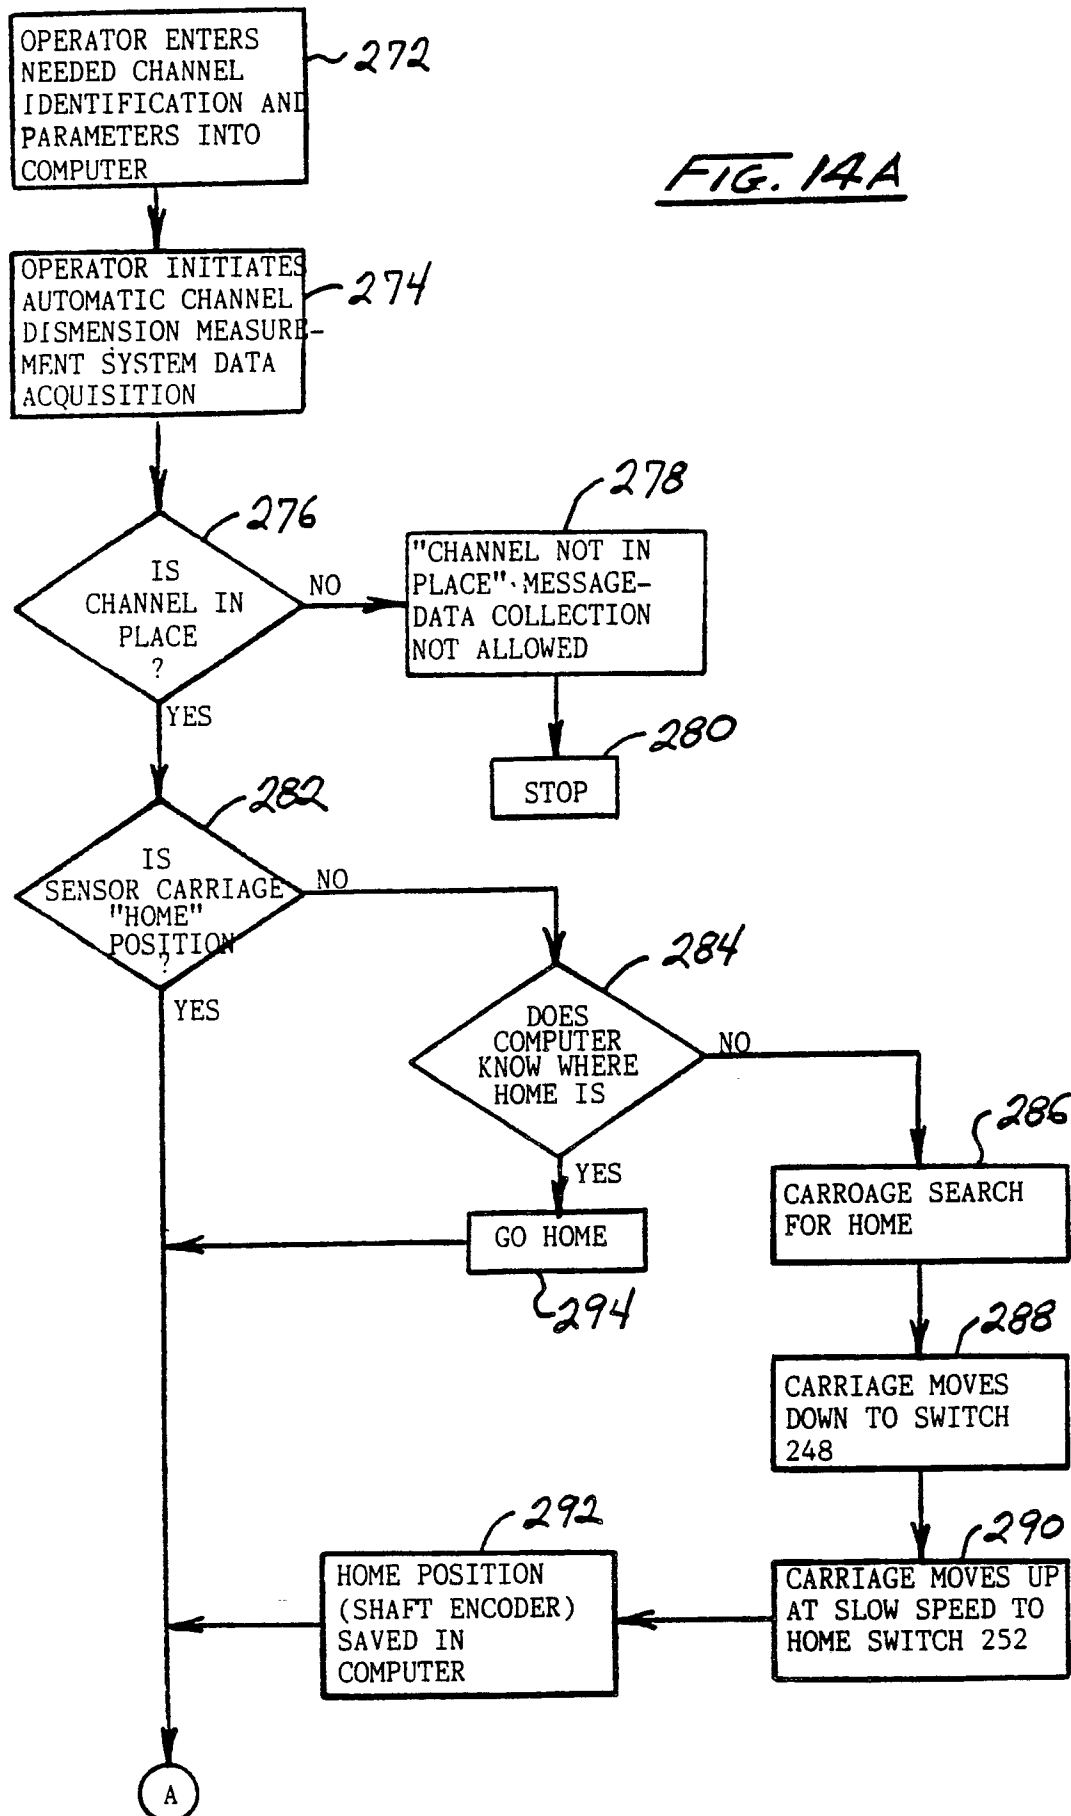 OPERATOR ENTERS
NEEDED CHANNEL
IDENTIFICATION AND
PARAMETERS INTO
COMPUTER
272
FIG. 14A
OPERATOR INITIATES
AUTOMATIC CHANNEL
DISMENSION MEASURE-
MENT SYSTEM DATA
ACQUISITION
274
276
IS
CHANNEL IN
PLACE
?
NO
YES
278
"CHANNEL NOT IN
PLACE" MESSAGE-
DATA COLLECTION
NOT ALLOWED
280
STOP
282
IS
SENSOR CARRIAGE
"HOME"
POSITION
?
NO
YES
284
DOES
COMPUTER
KNOW WHERE
HOME IS
NO
YES
286
CARROAGE SEARCH
FOR HOME
GO HOME
294
288
CARRIAGE MOVES
DOWN TO SWITCH
248
290
CARRIAGE MOVES UP
AT SLOW SPEED TO
HOME SWITCH 252
292
HOME POSITION
(SHAFT ENCODER)
SAVED IN
COMPUTER
A